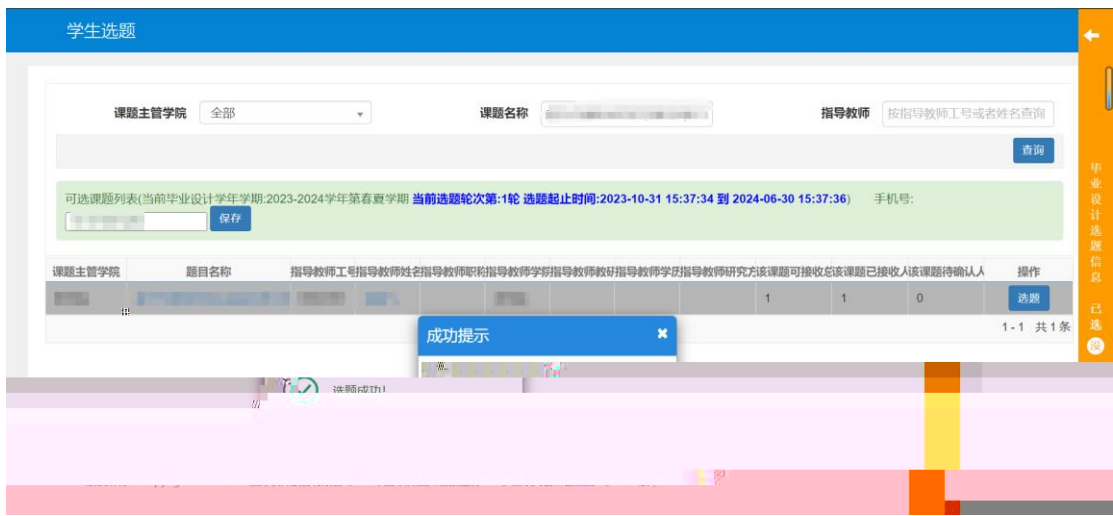 学生选题
课题主管学院 全部 课题名称 指导教师 按指导教师工号或者姓名查询
查询
可选课题列表(当前毕业设计学年学期:2023-2024学年第春夏学期 当前选题轮次第:1轮 选题起止时间:2023-10-31 15:37:34 到 2024-06-30 15:37:36) 手机号:
保存
课题主管学院 题目名称 指导教师工号 指导教师姓名 指导教师职称 指导教师学院 指导教师教研 指导教师学历 指导教师研究方 该课题可接收总 该课题已接收人 该课题待确认人 操作
1 1 0 选题
1-1 共1条
成功提示
选题成功!
毕业设计选题信息 已选 没